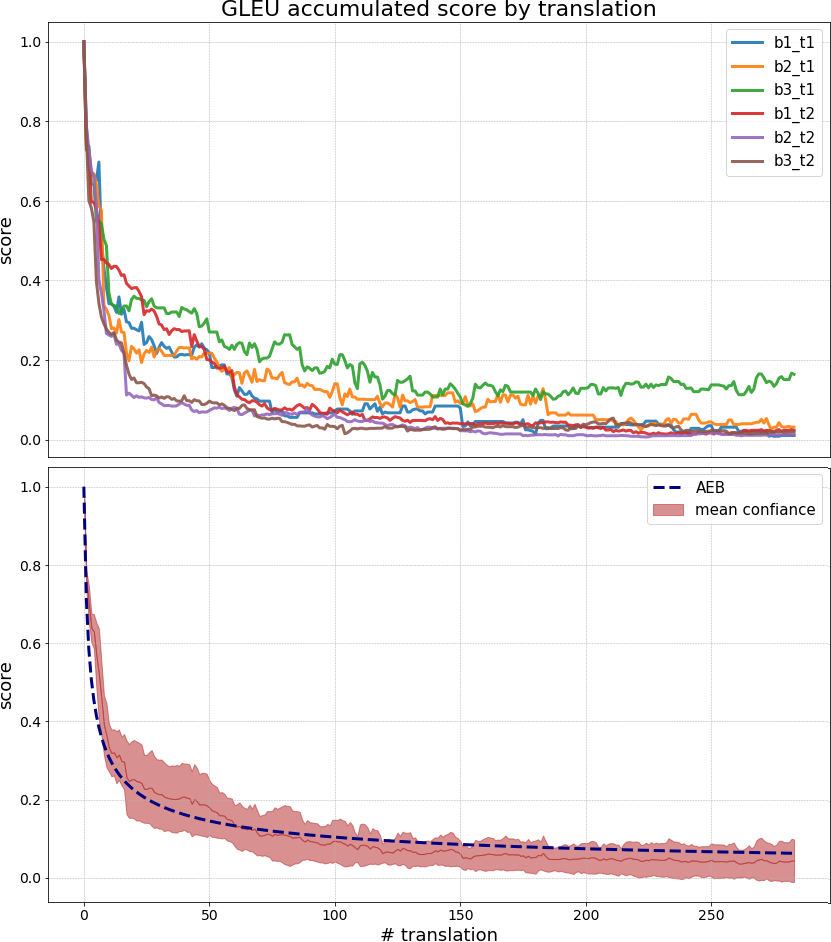 GLEU accumulated score by translation
1.0
0.8
0.6
0.4
0.2
0.0
score
b1_t1
b2_t1
b3_t1
b1_t2
b2_t2
b3_t2
1.0
0.8
0.6
0.4
0.2
0.0
score
AEB
mean confiance
0 50 100 150 200 250
# translation